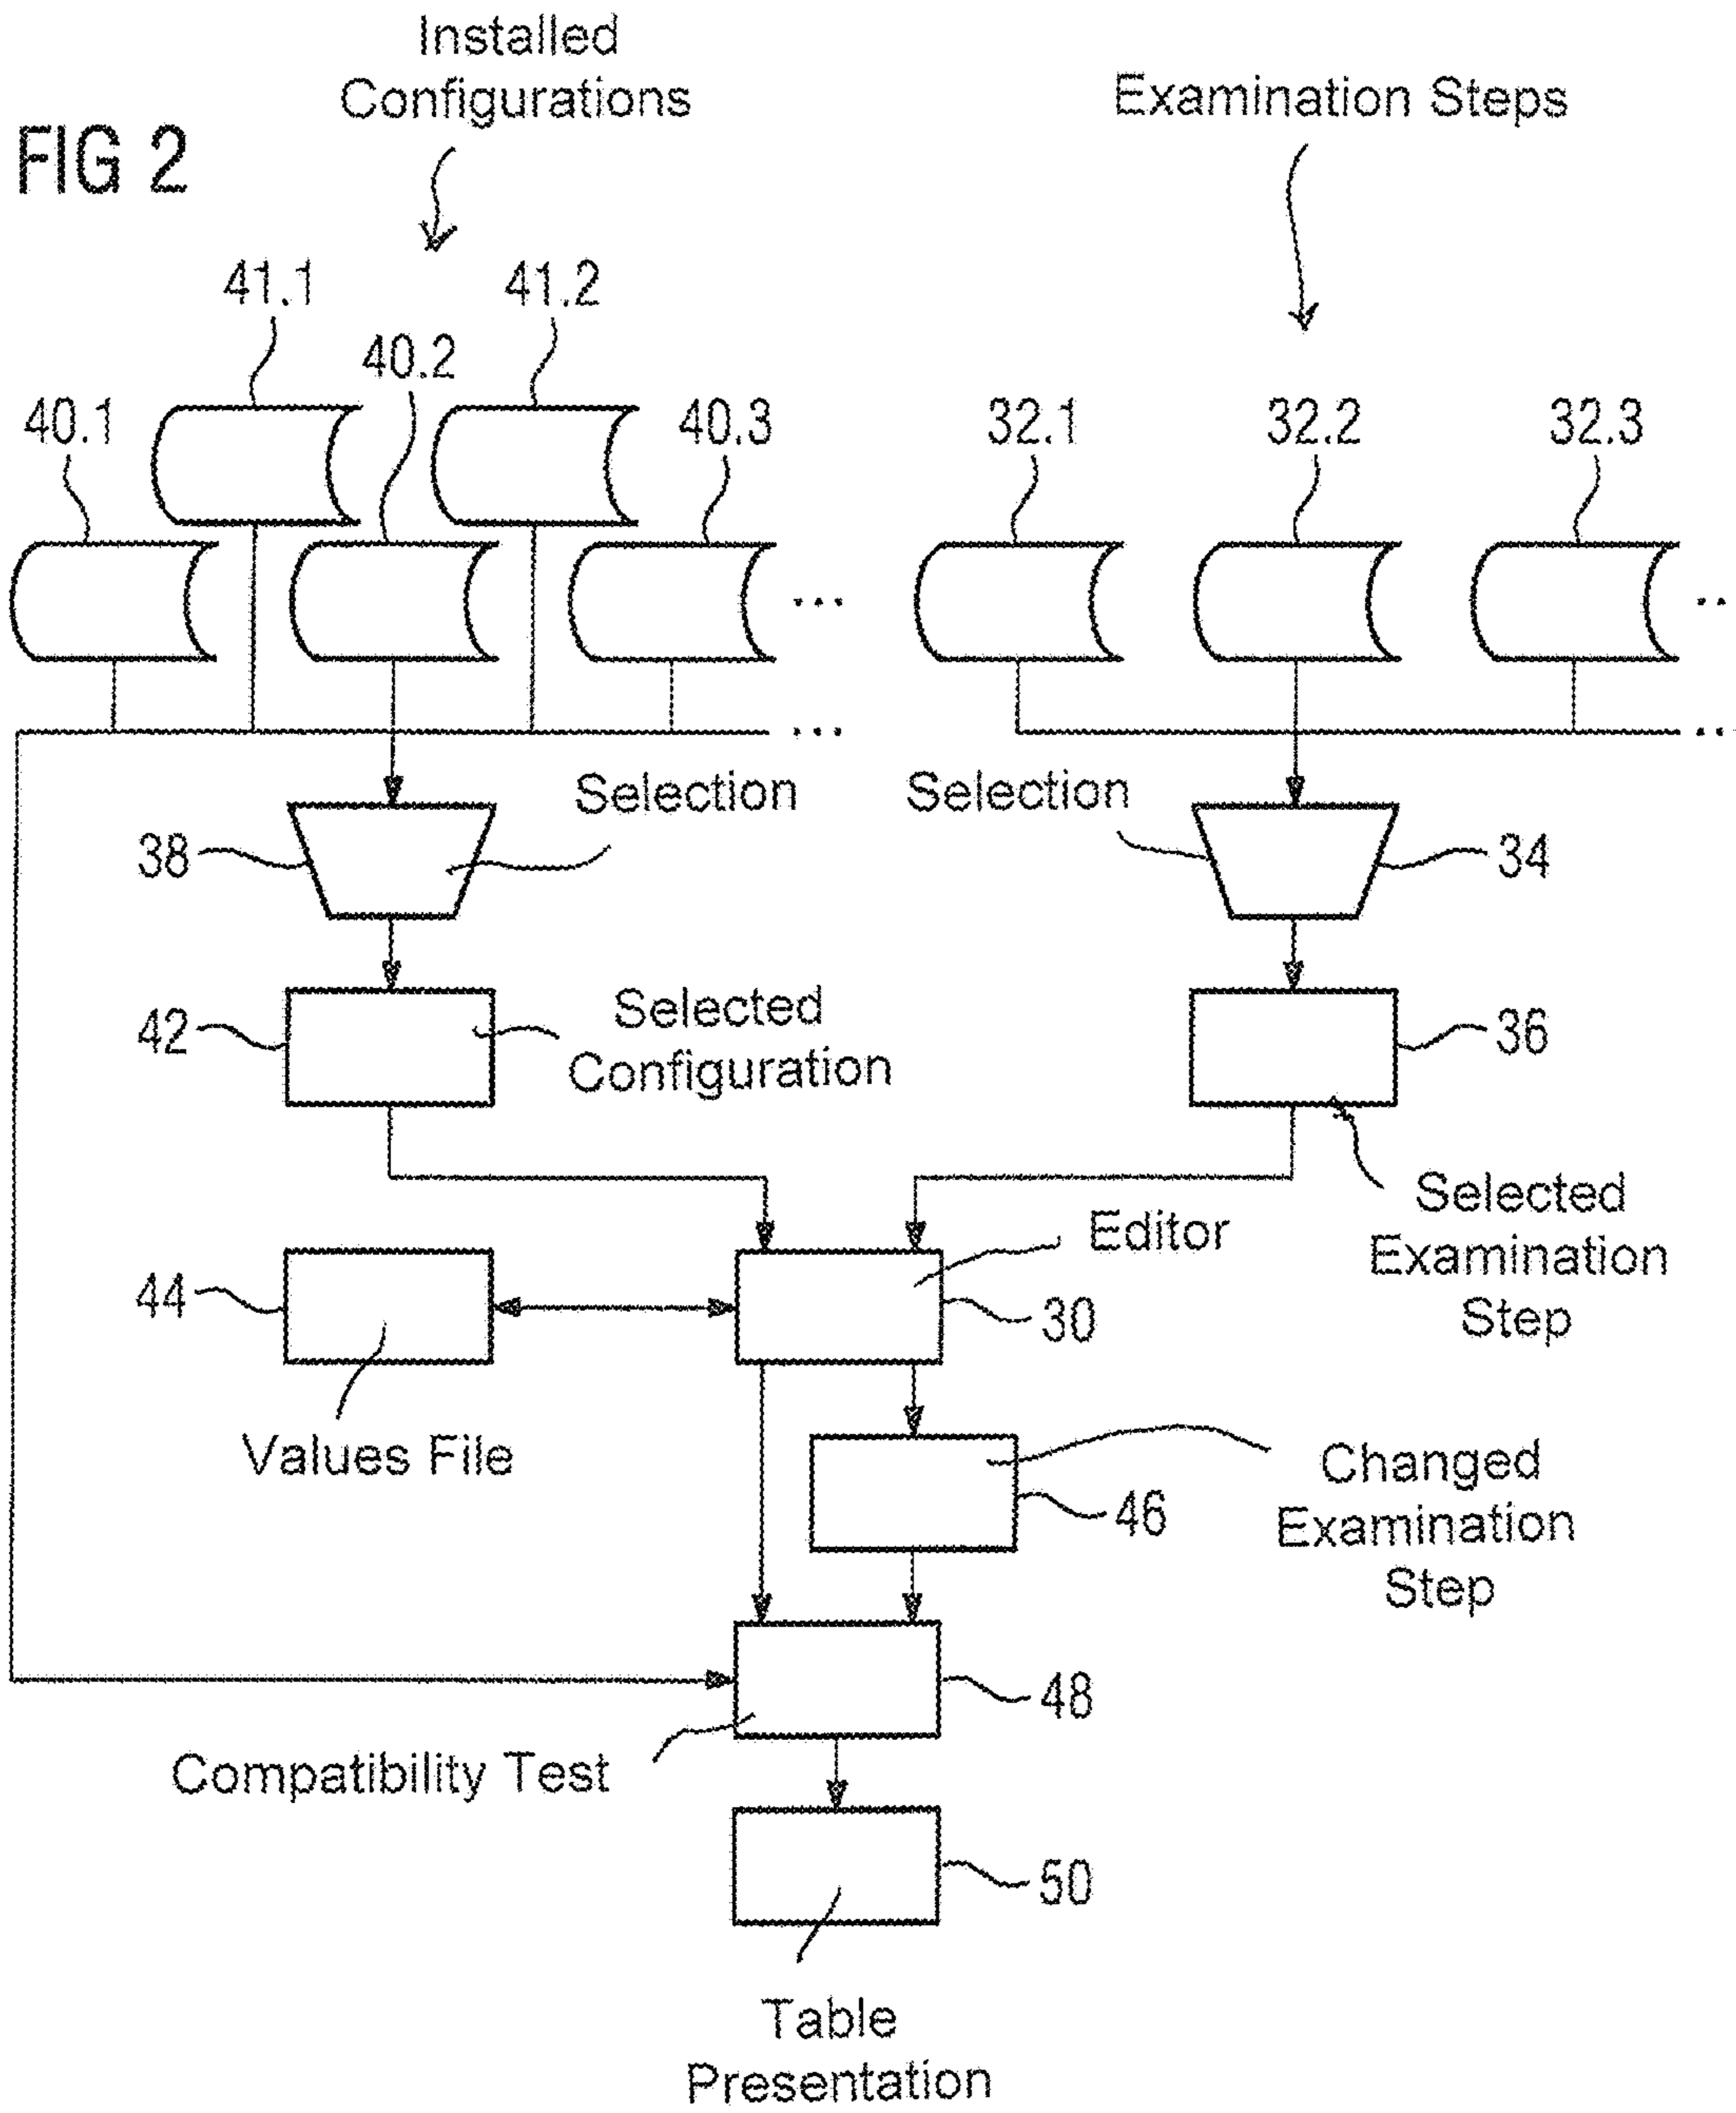 Installed
Configurations
Examination Steps
FIG 2
41.1
41.2
40.2
40.1
40.3
32.1
32.2
32.3
...
..
...
..
Selection
Selection
38
34
42
Selected
Configuration
36
Editor
Selected
Examination
Step
44
30
Values File
Changed
Examination
Step
46
48
Compatibility Test
50
Table
Presentation